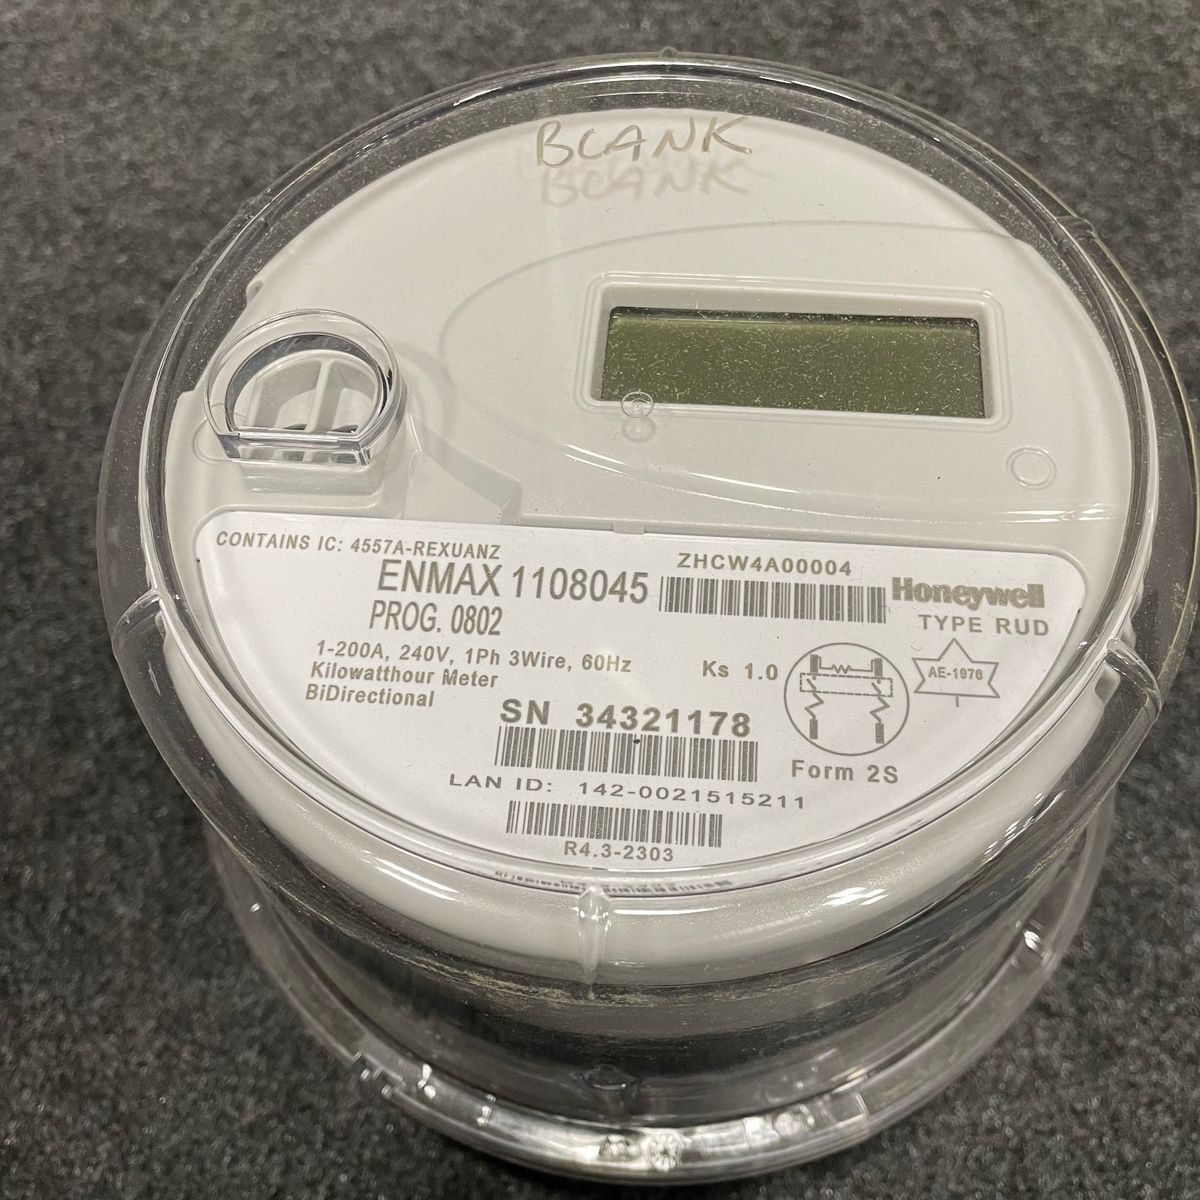 BLANK
CONTAINS IC: 4557A-REXUANZ
ENMAX 1108045
PROG. 0802
ZHCW4A00004
Honeywell
TYPE RUD
1-200A, 240V, 1Ph 3Wire, 60Hz
Kilowatthour Meter
BiDirectional
Ks 1.0
AE-1976
SN 34321178
Form 2S
LAN ID: 142-0021515211
R4.3-2303